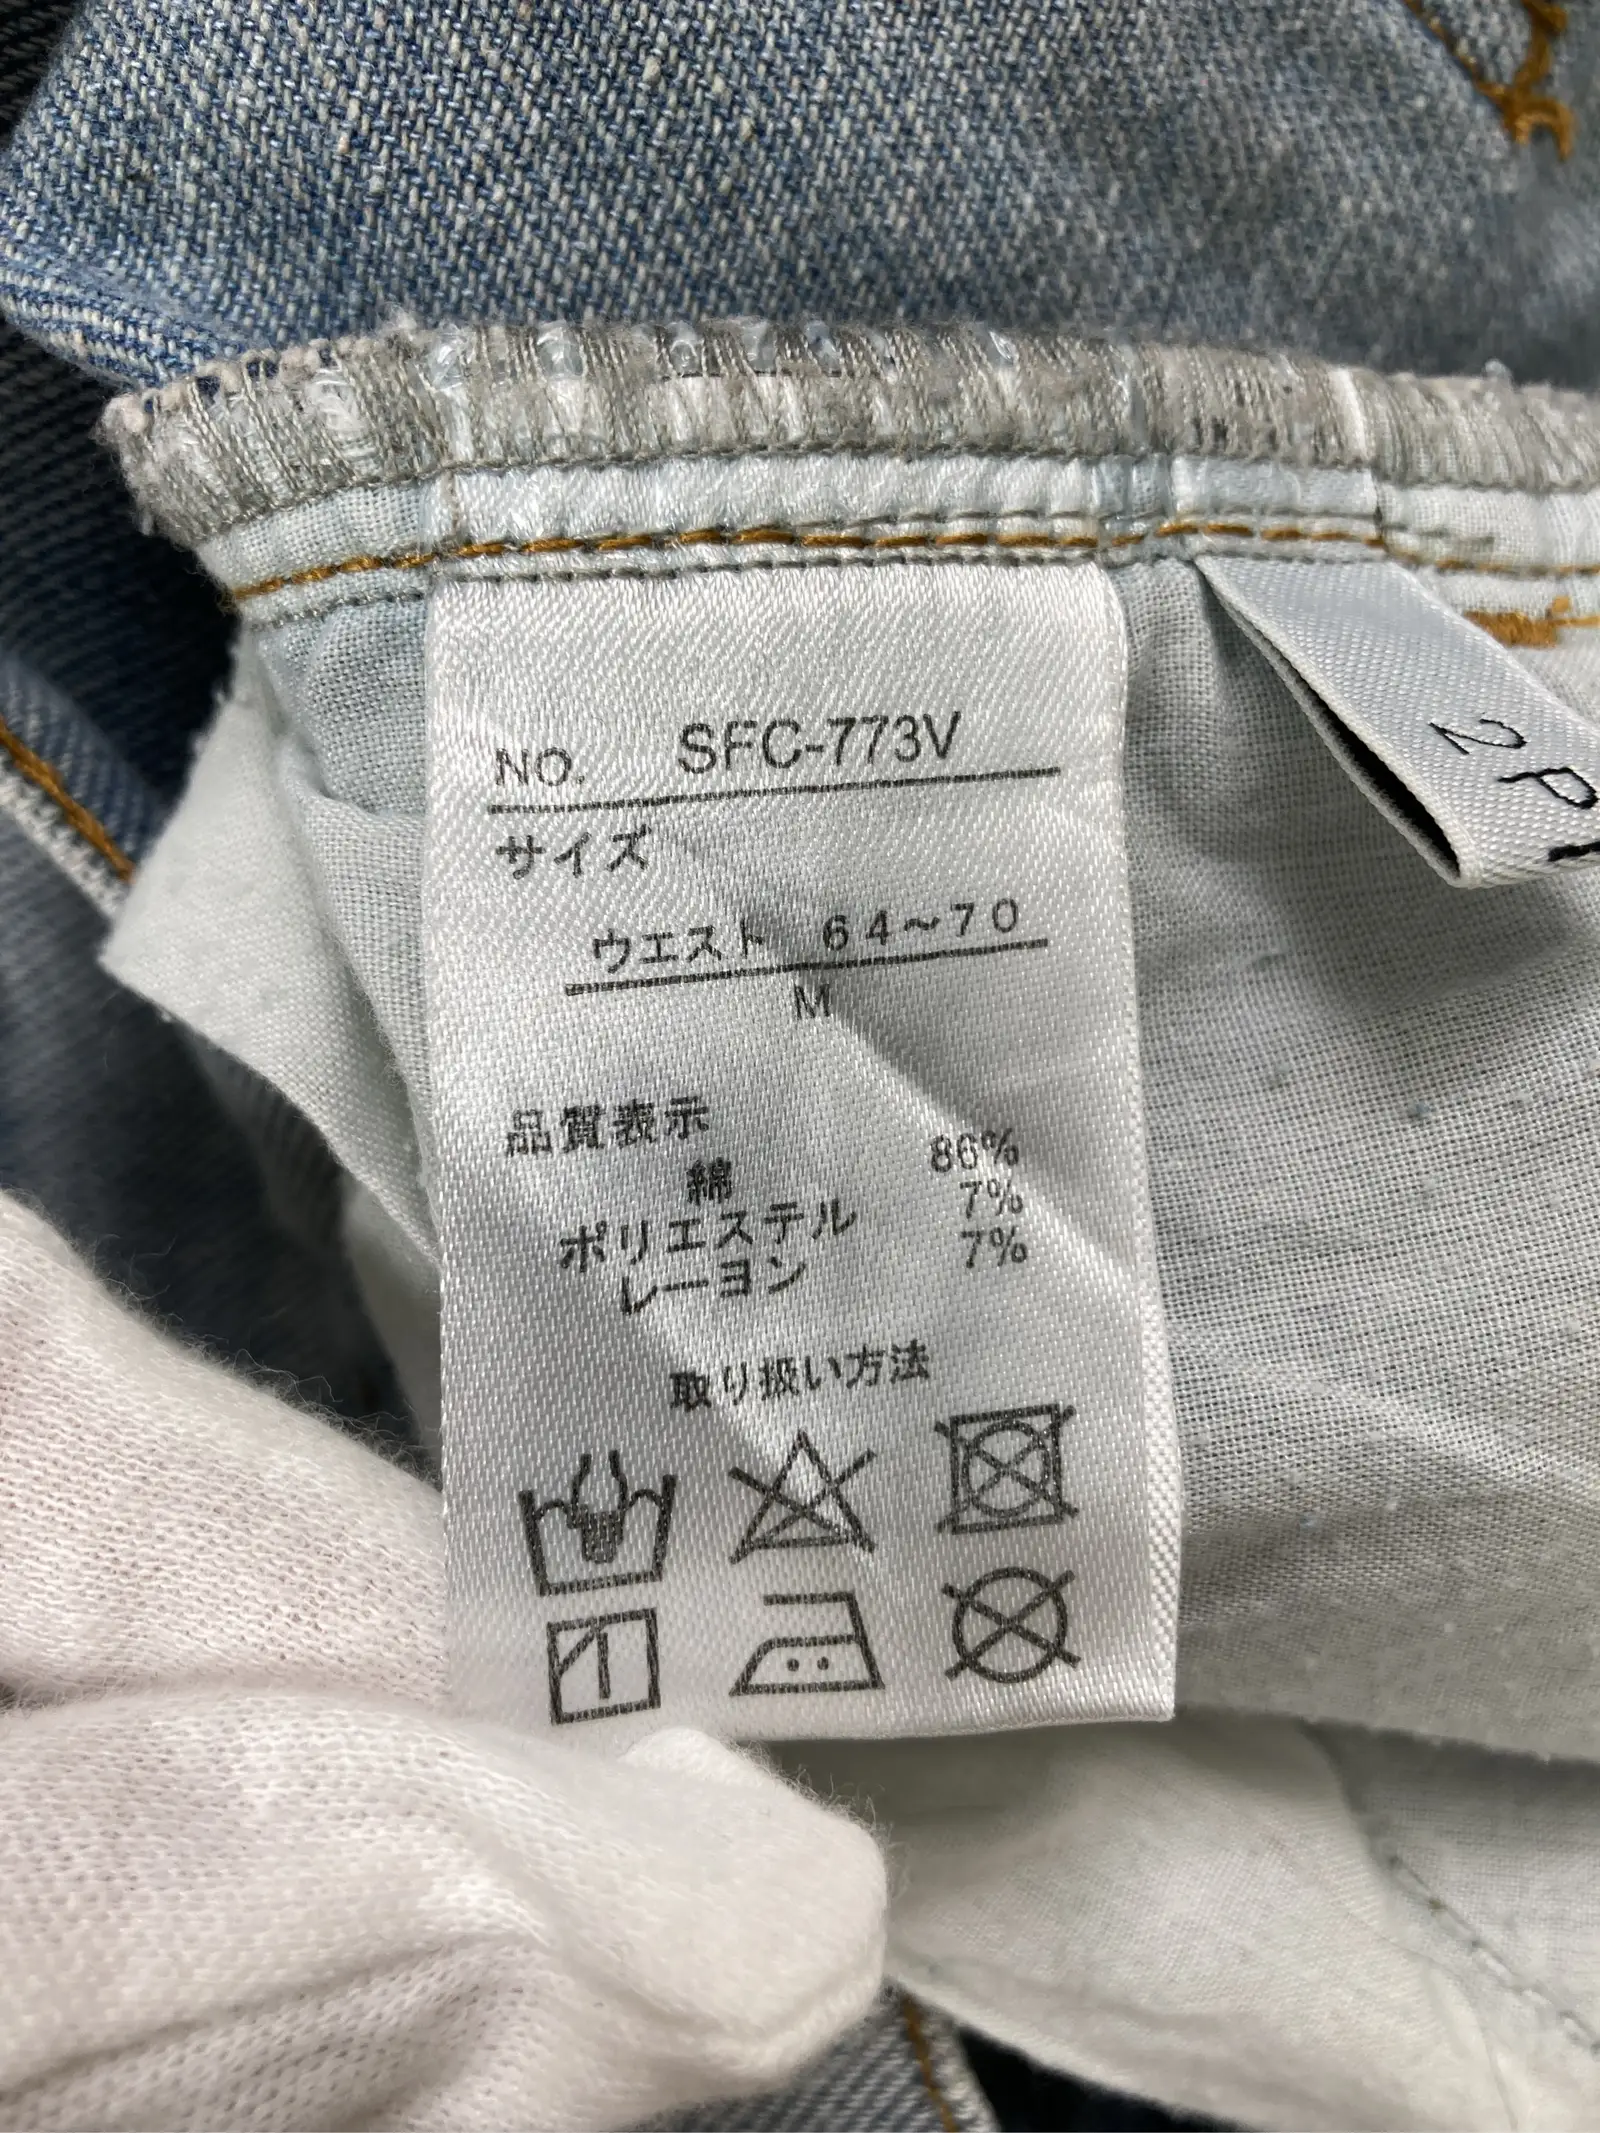 NO. SFC-773V
サイズ
ウエスト 64～70
M
品質表示
綿 86%
ポリエステル 7%
レーヨン 7%
取り扱い方法